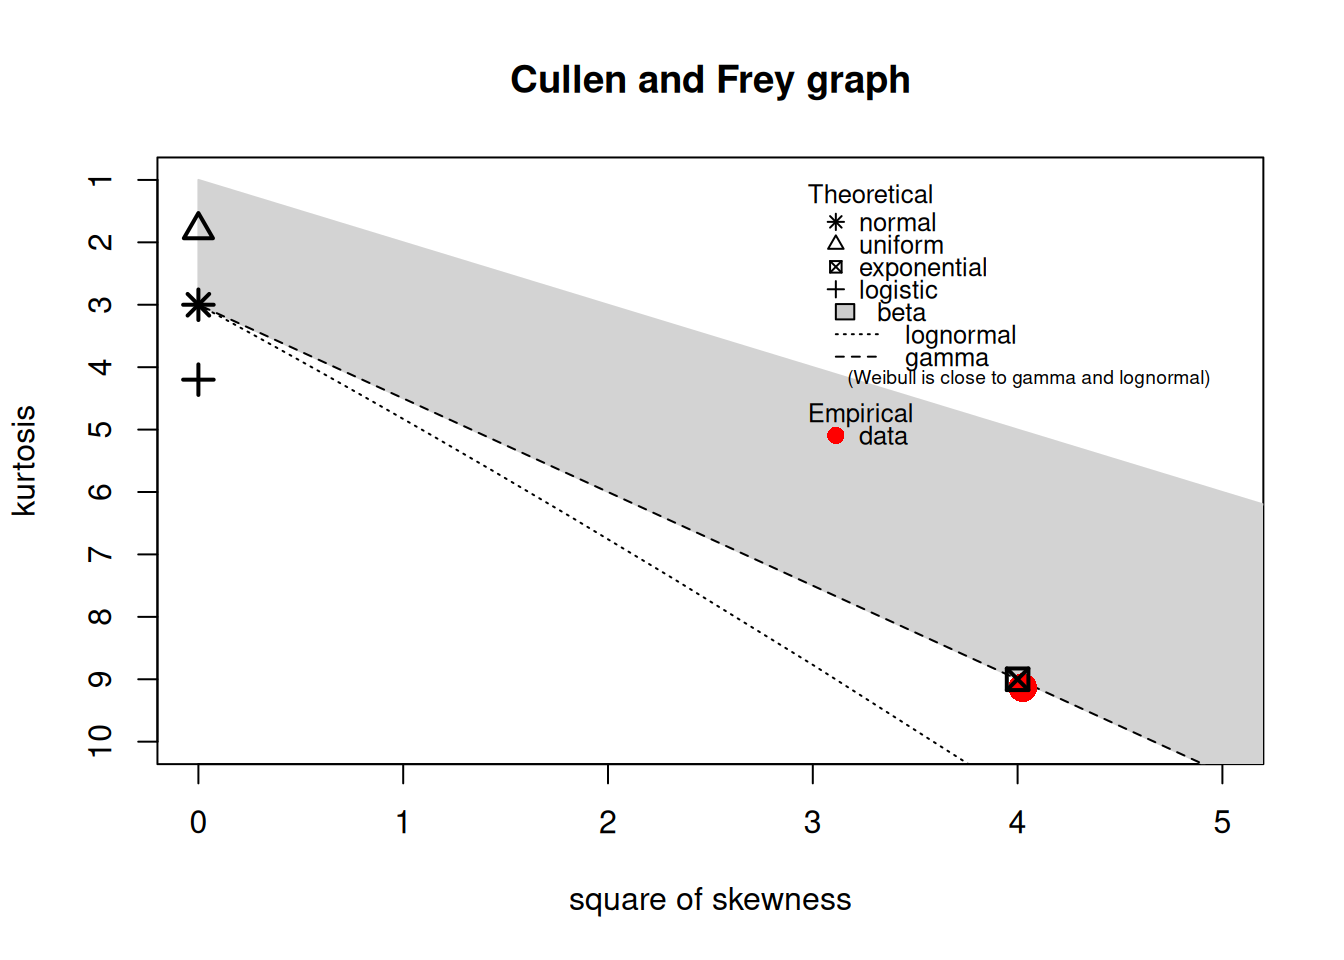 Cullen and Frey graph
Theoretical
normal
uniform
exponential
logistic
beta
lognormal
gamma
(Weibull is close to gamma and lognormal)
Empirical
data
kurtosis
1
2
3
4
5
6
7
8
9
10
0 1 2 3 4 5
square of skewness